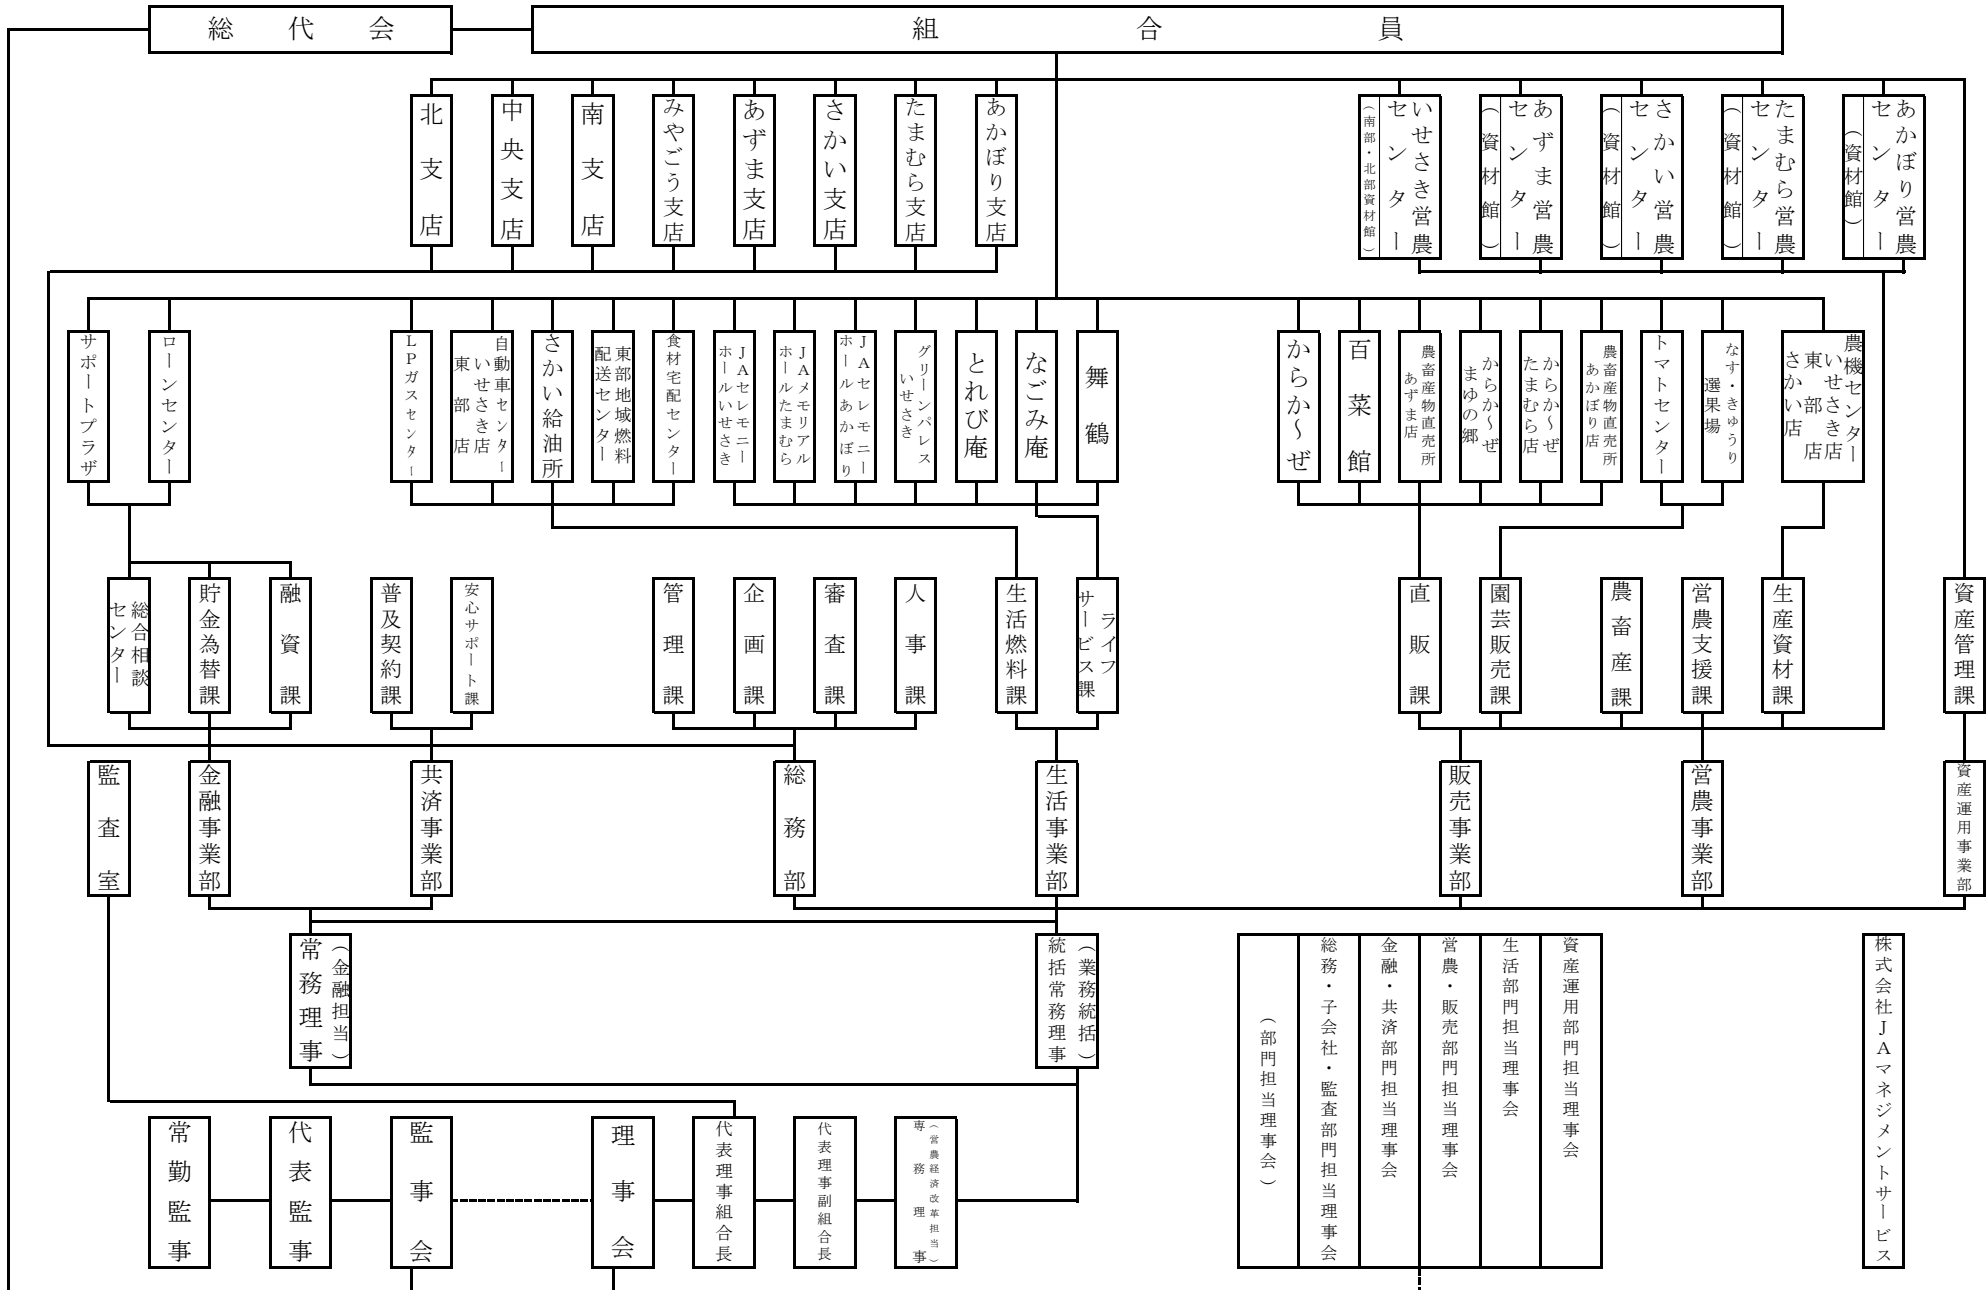 総代会
組合員
北支店
中央支店
南支店
みやごう支店
あずま支店
さかい支店
たまむら支店
あかぼり支店
いせさき営農
センター
（南部・北部資材館）
あずま営農
センター
（資材館）
さかい営農
センター
（資材館）
たまむら営農
センター
（資材館）
あかぼり営農
センター
（資材館）
サポートプラザ
ローンセンター
LPガスセンター
自動車センター
いせさき店
東部店
さかい給油所
東部地域燃料
配送センター
食材宅配センター
JAセレモニー
ホールいせさき
JAメモリアル
ホールたまむら
JAセレモニー
ホールあかぼり
グリーンパレス
いせさき
とれび庵
なごみ庵
舞鶴
からか～ぜ
百菜館
農畜産物直売所
あずま店
からか～ぜ
まゆの郷
からか～ぜ
たまむら店
農畜産物直売所
あかぼり店
トマトセンター
なす・きゅうり
選果場
農機センター
いせさき店
東部店
さかい店
総合相談
センター
貯金為替課
融資課
普及契約課
安心サポート課
管理課
企画課
審査課
人事課
生活燃料課
ライフ
サービス課
直販課
園芸販売課
農畜産課
営農支援課
生産資材課
資産管理課
監査室
金融事業部
共済事業部
総務部
生活事業部
販売事業部
営農事業部
資産運用事業部
（金融担当）
常務理事
（業務統括）
統括常務理事
（部門担当理事会）
総務・子会社・監査部門担当理事会
金融・共済部門担当理事会
営農・販売部門担当理事会
生活部門担当理事会
資産運用部門担当理事会
株式会社JAマネジメントサービス
常勤監事
代表監事
監事会
理事会
代表理事組合長
代表理事副組合長
（営農経済改革担当）
専務理事